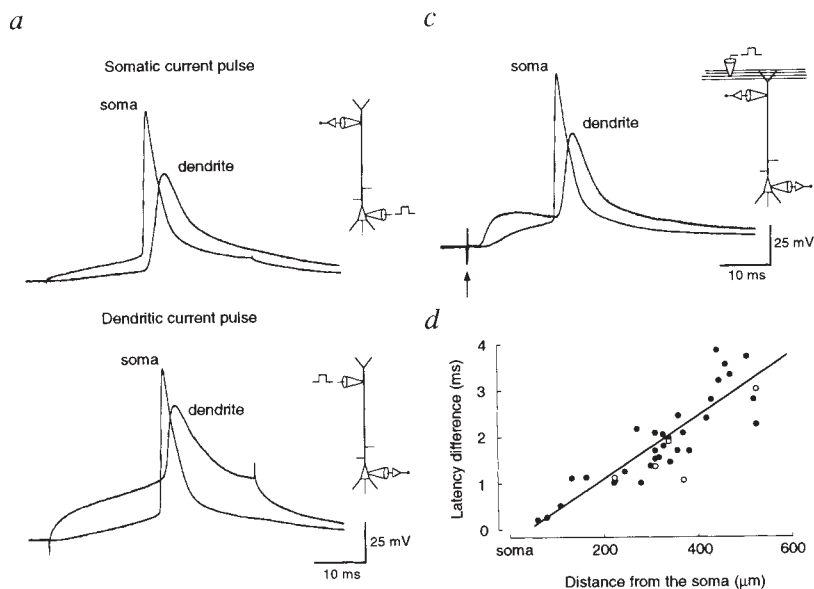 a
Somatic current pulse
soma
dendrite
Dendritic current pulse
soma
dendrite
25 mV
10 ms
c
soma
dendrite
25 mV
10 ms
d
Latency difference (ms)
4
3
2
1
0
soma
200
400
600
Distance from the soma (μm)